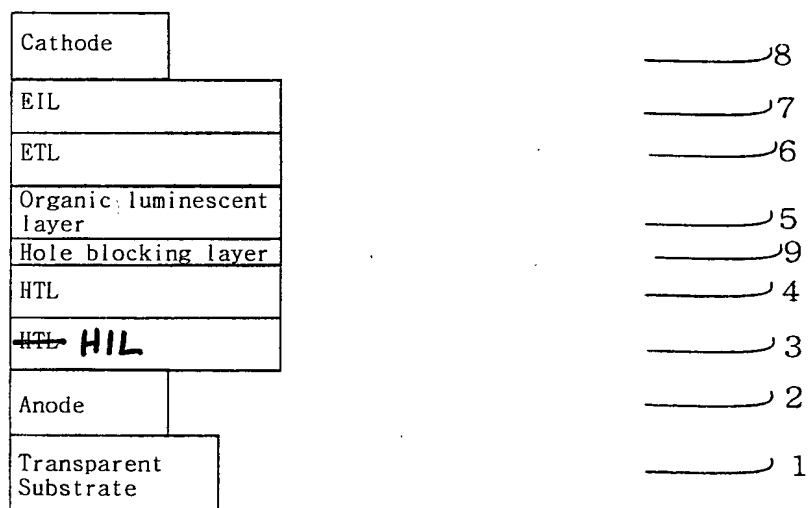 Cathode 8
EIL 7
ETL 6
Organic luminescent
layer 5
Hole blocking layer 9
HTL 4
HTL HIL 3
Anode 2
Transparent
Substrate 1